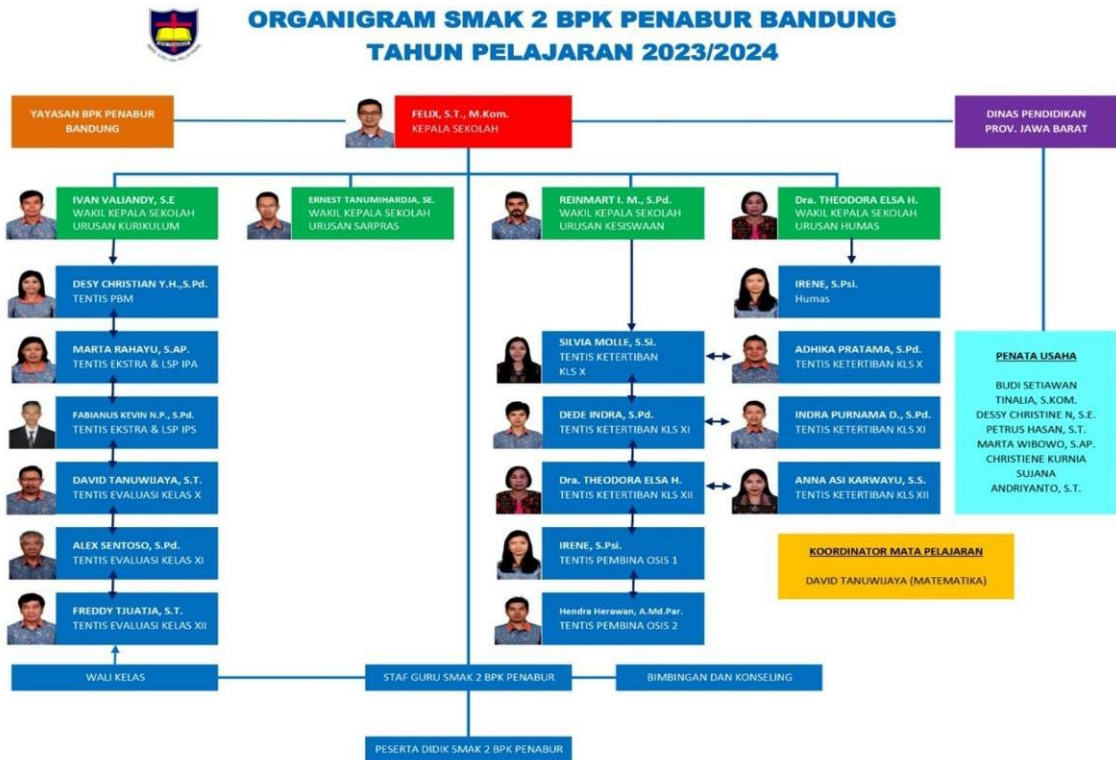 ORGANIGRAM SMAK 2 BPK PENABUR BANDUNG
TAHUN PELAJARAN 2023/2024
BPK PENABUR
YAYASAN BPK PENABUR
BANDUNG
FELIX, S.T., M.Kom.
KEPALA SEKOLAH
DINAS PENDIDIKAN
PROV. JAWA BARAT
IVAN VALIANDY, S.E
WAKIL KEPALA SEKOLAH
URUSAN KURIKULUM
ERNEST TANUMIHARDJA, SE.
WAKIL KEPALA SEKOLAH
URUSAN SARPRAS
REINMART I. M., S.Pd.
WAKIL KEPALA SEKOLAH
URUSAN KESISWAAN
Dra. THEODORA ELSA H.
WAKIL KEPALA SEKOLAH
URUSAN HUMAS
DESY CHRISTIAN Y.H.,S.Pd.
TENTIS PBM
IRENE, S.Psi.
Humas
MARTA RAHAYU, S.AP.
TENTIS EKSTRA & LSP IPA
SILVIA MOLLE, S.Si.
TENTIS KETERTIBAN
KLS X
ADHIKA PRATAMA, S.Pd.
TENTIS KETERTIBAN KLS X
FABIANUS KEVIN N.P., S.Pd.
TENTIS EKSTRA & LSP IPS
DEDE INDRA, S.Pd.
TENTIS KETERTIBAN KLS XI
INDRA PURNAMA D., S.Pd.
TENTIS KETERTIBAN KLS XI
DAVID TANUWIJAYA, S.T.
TENTIS EVALUASI KELAS X
Dra. THEODORA ELSA H.
TENTIS KETERTIBAN KLS XII
ANNA ASI KARWAYU, S.S.
TENTIS KETERTIBAN KLS XII
PENATA USAHA
BUDI SETIAWAN
TINALIA, S.KOM.
DESSY CHRISTINE N, S.E.
PETRUS HASAN, S.T.
MARTA WIBOWO, S.AP.
CHRISTIENE KURNIA
SUJANA
ANDRIYANTO, S.T.
ALEX SENTOSO, S.Pd.
TENTIS EVALUASI KELAS XI
IRENE, S.Psi.
TENTIS PEMBINA OSIS 1
KOORDINATOR MATA PELAJARAN
DAVID TANUWIJAYA (MATEMATIKA)
FREDDY TJUATJA, S.T.
TENTIS EVALUASI KELAS XII
Hendra Herawan, A.Md.Par.
TENTIS PEMBINA OSIS 2
WALI KELAS
STAF GURU SMAK 2 BPK PENABUR
BIMBINGAN DAN KONSELING
PESERTA DIDIK SMAK 2 BPK PENABUR